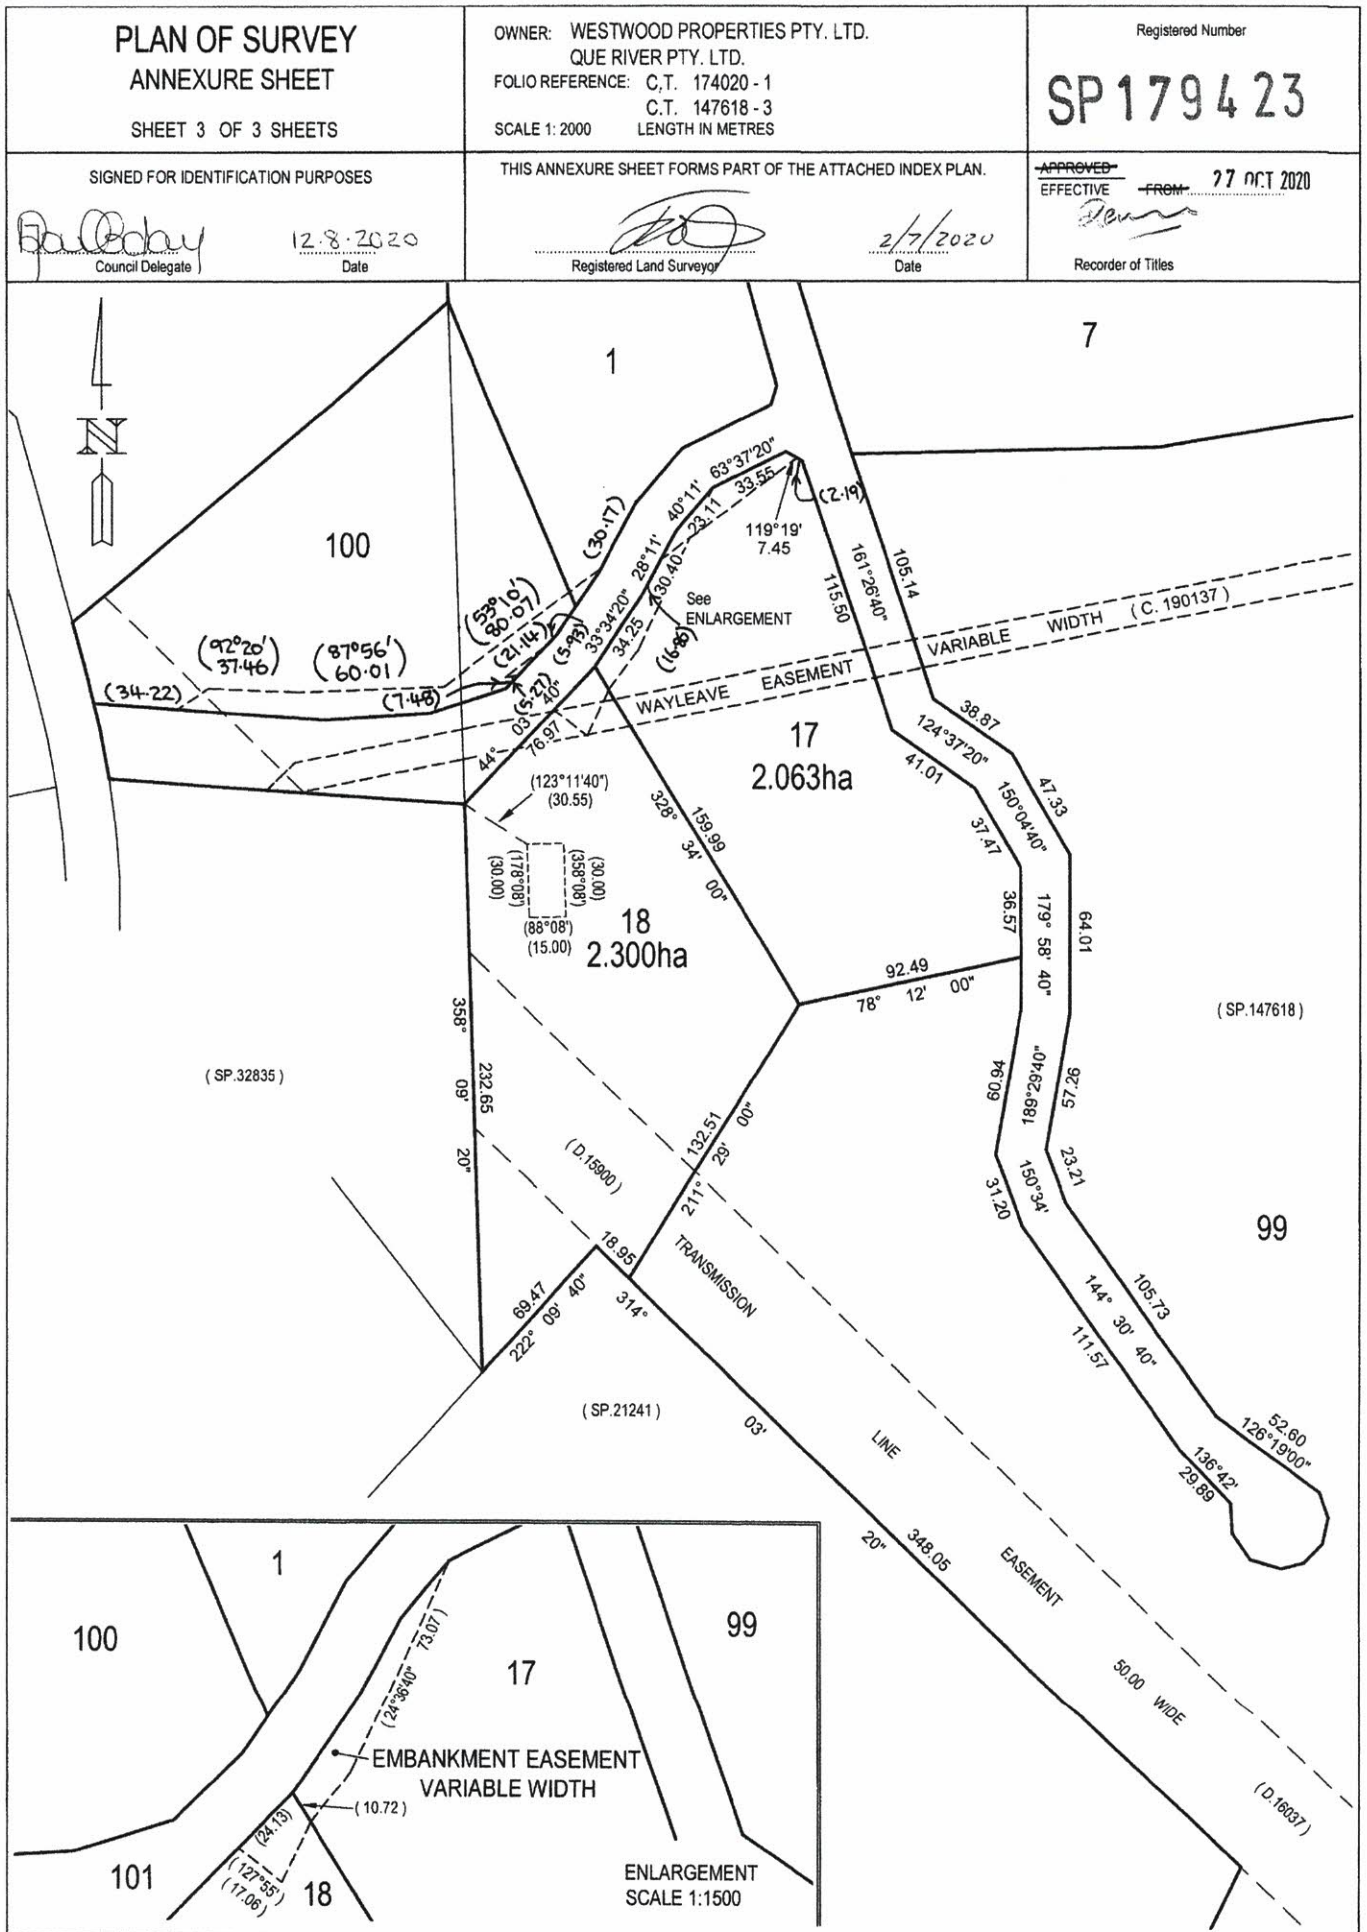 PLAN OF SURVEY
ANNEXURE SHEET
SHEET 3 OF 3 SHEETS
OWNER: WESTWOOD PROPERTIES PTY. LTD.
QUE RIVER PTY. LTD.
FOLIO REFERENCE: C.T. 174020 - 1
C.T. 147618 - 3
SCALE 1: 2000 LENGTH IN METRES
Registered Number
SP179423
SIGNED FOR IDENTIFICATION PURPOSES
12.8.2020
Council Delegate
Date
THIS ANNEXURE SHEET FORMS PART OF THE ATTACHED INDEX PLAN.
2/7/2020
Registered Land Surveyor
Date
APPROVED
EFFECTIVE FROM 27 OCT 2020
Recorder of Titles
N
1
7
100
63°37'20"
33.55
(2.19)
40°11'
23.11
119°19'
7.45
(30.17)
28°11'
30.40
See
ENLARGEMENT
161°26'40"
105.14
115.50
(53°10')
80.07
33°34'20"
34.25
(16.86)
(21.14)
(5.93)
(92°20')
37.46
(87°56')
60.01
(34.22)
(7.48)
(5.27)
WAYLEAVE EASEMENT VARIABLE WIDTH (C. 190137)
44° 03' 40"
76.97
17
2.063ha
38.87
124°37'20"
41.01
47.33
150°04'40"
37.47
(123°11'40")
(30.55)
159.99
328° 34' 00"
(30.00)
(178°08')
(358°08')
(30.00)
(88°08')
(15.00)
18
2.300ha
36.57
179° 58' 40"
64.01
92.49
78° 12' 00"
(SP.147618)
358° 09' 20"
232.65
(SP.32835)
60.94
189°29'40"
57.26
132.51
211° 29' 00"
(D.15900)
23.21
150°34'
31.20
99
18.95
69.47
222° 09' 40"
314° 03' 20"
348.05
TRANSMISSION LINE EASEMENT 50.00 WIDE
(D.16037)
105.73
144° 30' 40"
111.57
(SP.21241)
52.60
126°19'00"
136°42'
29.89
1
100
99
17
(24°36'40" 73.07)
EMBANKMENT EASEMENT
VARIABLE WIDTH
(10.72)
(24.13)
101
(127°55')
(17.06)
18
ENLARGEMENT
SCALE 1:1500